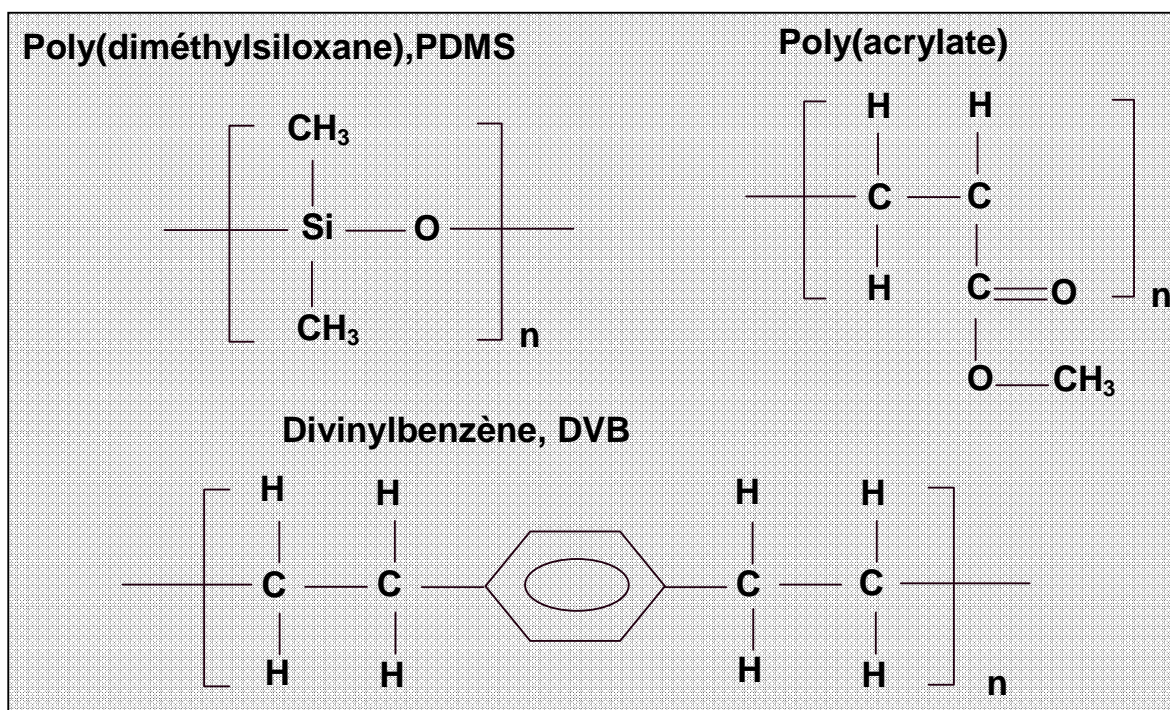 Poly(diméthylsiloxane),PDMS
CH3
Si O
CH3
n
Poly(acrylate)
H H
C C
H C O
n
O CH3
Divinylbenzène, DVB
H H H H
C C C C
H H H H
n